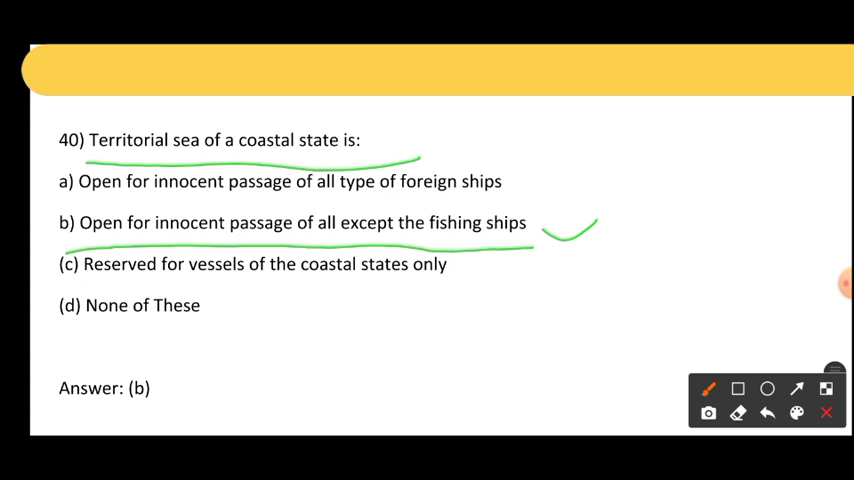 40) Territorial sea of a coastal state is:
a) Open for innocent passage of all type of foreign ships
b) Open for innocent passage of all except the fishing ships
(c) Reserved for vessels of the coastal states only
(d) None of These
Answer: (b)